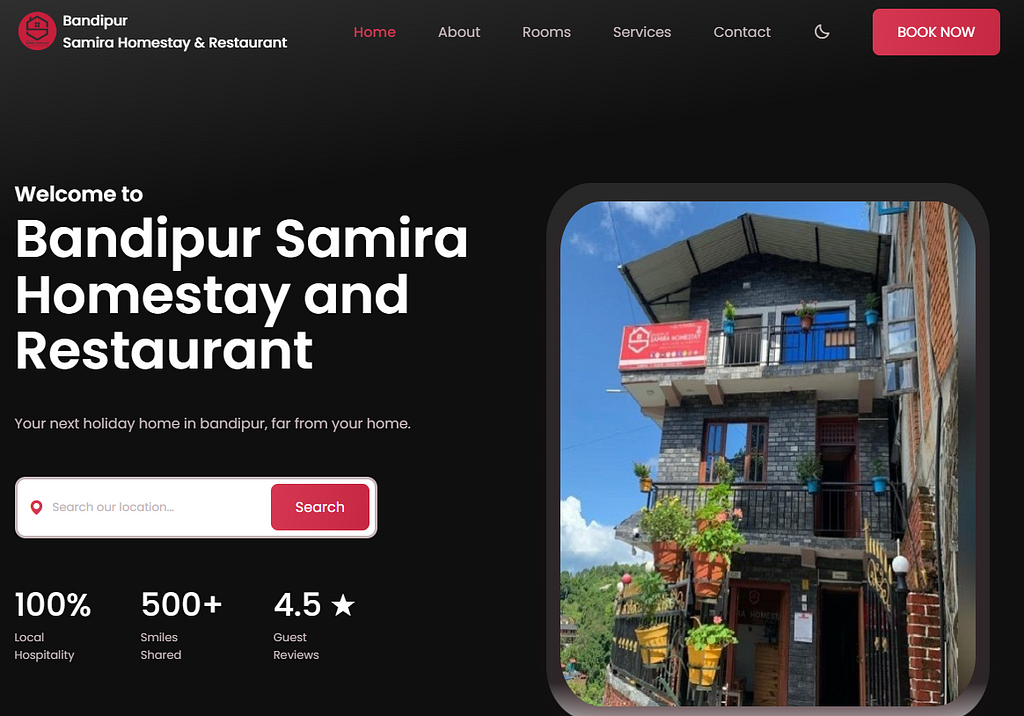 Bandipur
Samira Homestay & Restaurant
Home
About
Rooms
Services
Contact
BOOK NOW
Welcome to
Bandipur Samira
Homestay and
Restaurant
Your next holiday home in bandipur, far from your home.
Search our location...
Search
100%
500+
4.5 ★
Local
Hospitality
Smiles
Shared
Guest
Reviews
SAMIRA HOMESTAY